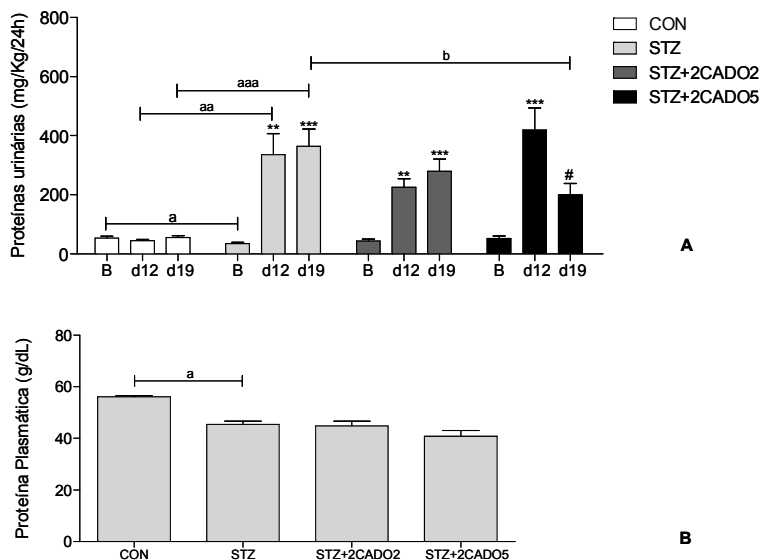 Proteínas urinárias (mg/Kg/24h)
800
600
400
200
0
CON
STZ
STZ+2CADO2
STZ+2CADO5
b
aaa
aa
a
** ***
** ***
***
#
B d12 d19 B d12 d19 B d12 d19 B d12 d19
A
Proteína Plasmática (g/dL)
80
60
40
20
0
a
CON STZ STZ+2CADO2 STZ+2CADO5
B